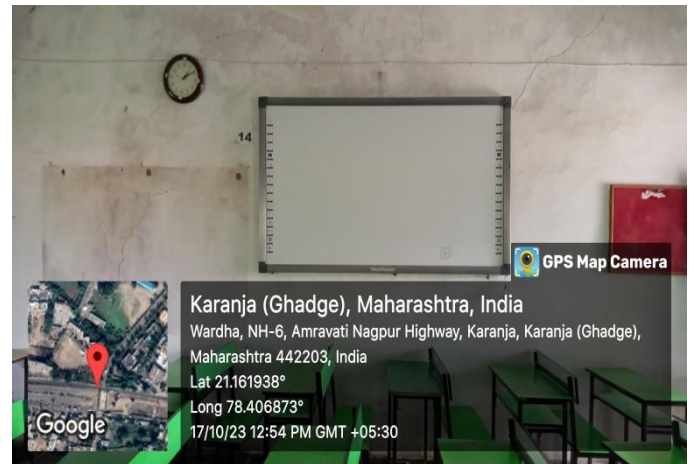 14
GPS Map Camera
Karanja (Ghadge), Maharashtra, India
Wardha, NH-6, Amravati Nagpur Highway, Karanja, Karanja (Ghadge),
Maharashtra 442203, India
Lat 21.161938°
Long 78.406873°
17/10/23 12:54 PM GMT +05:30
Google